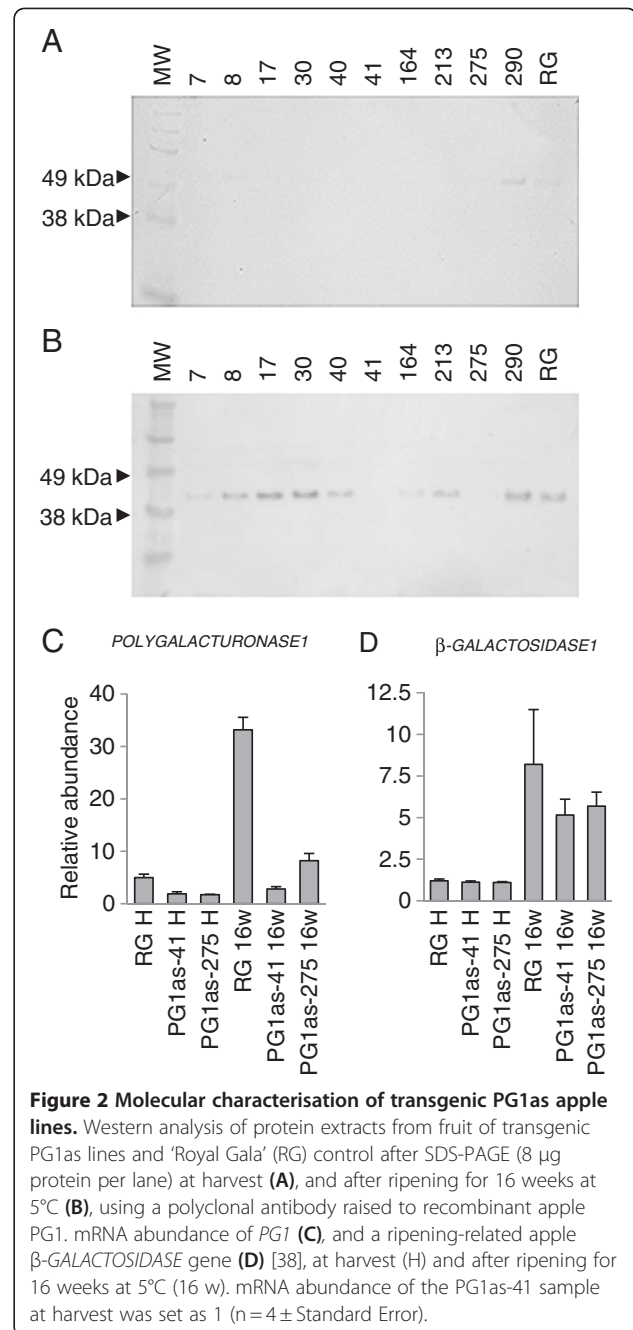 A
MW 7 8 17 30 40 41 164 213 275 290 RG
49 kDa►
38 kDa►
B
MW 7 8 17 30 40 41 164 213 275 290 RG
49 kDa►
38 kDa►
C POLYGALACTURONASE1
Relative abundance
40
30
20
10
0
RG H
PG1as-41 H
PG1as-275 H
RG 16w
PG1as-41 16w
PG1as-275 16w
D β-GALACTOSIDASE1
12.5
10
7.5
5
2.5
0
RG H
PG1as-41 H
PG1as-275 H
RG 16w
PG1as-41 16w
PG1as-275 16w
Figure 2 Molecular characterisation of transgenic PG1as apple
lines. Western analysis of protein extracts from fruit of transgenic
PG1as lines and ‘Royal Gala’ (RG) control after SDS-PAGE (8 μg
protein per lane) at harvest (A), and after ripening for 16 weeks at
5°C (B), using a polyclonal antibody raised to recombinant apple
PG1. mRNA abundance of PG1 (C), and a ripening-related apple
β-GALACTOSIDASE gene (D) [38], at harvest (H) and after ripening for
16 weeks at 5°C (16 w). mRNA abundance of the PG1as-41 sample
at harvest was set as 1 (n = 4 ± Standard Error).